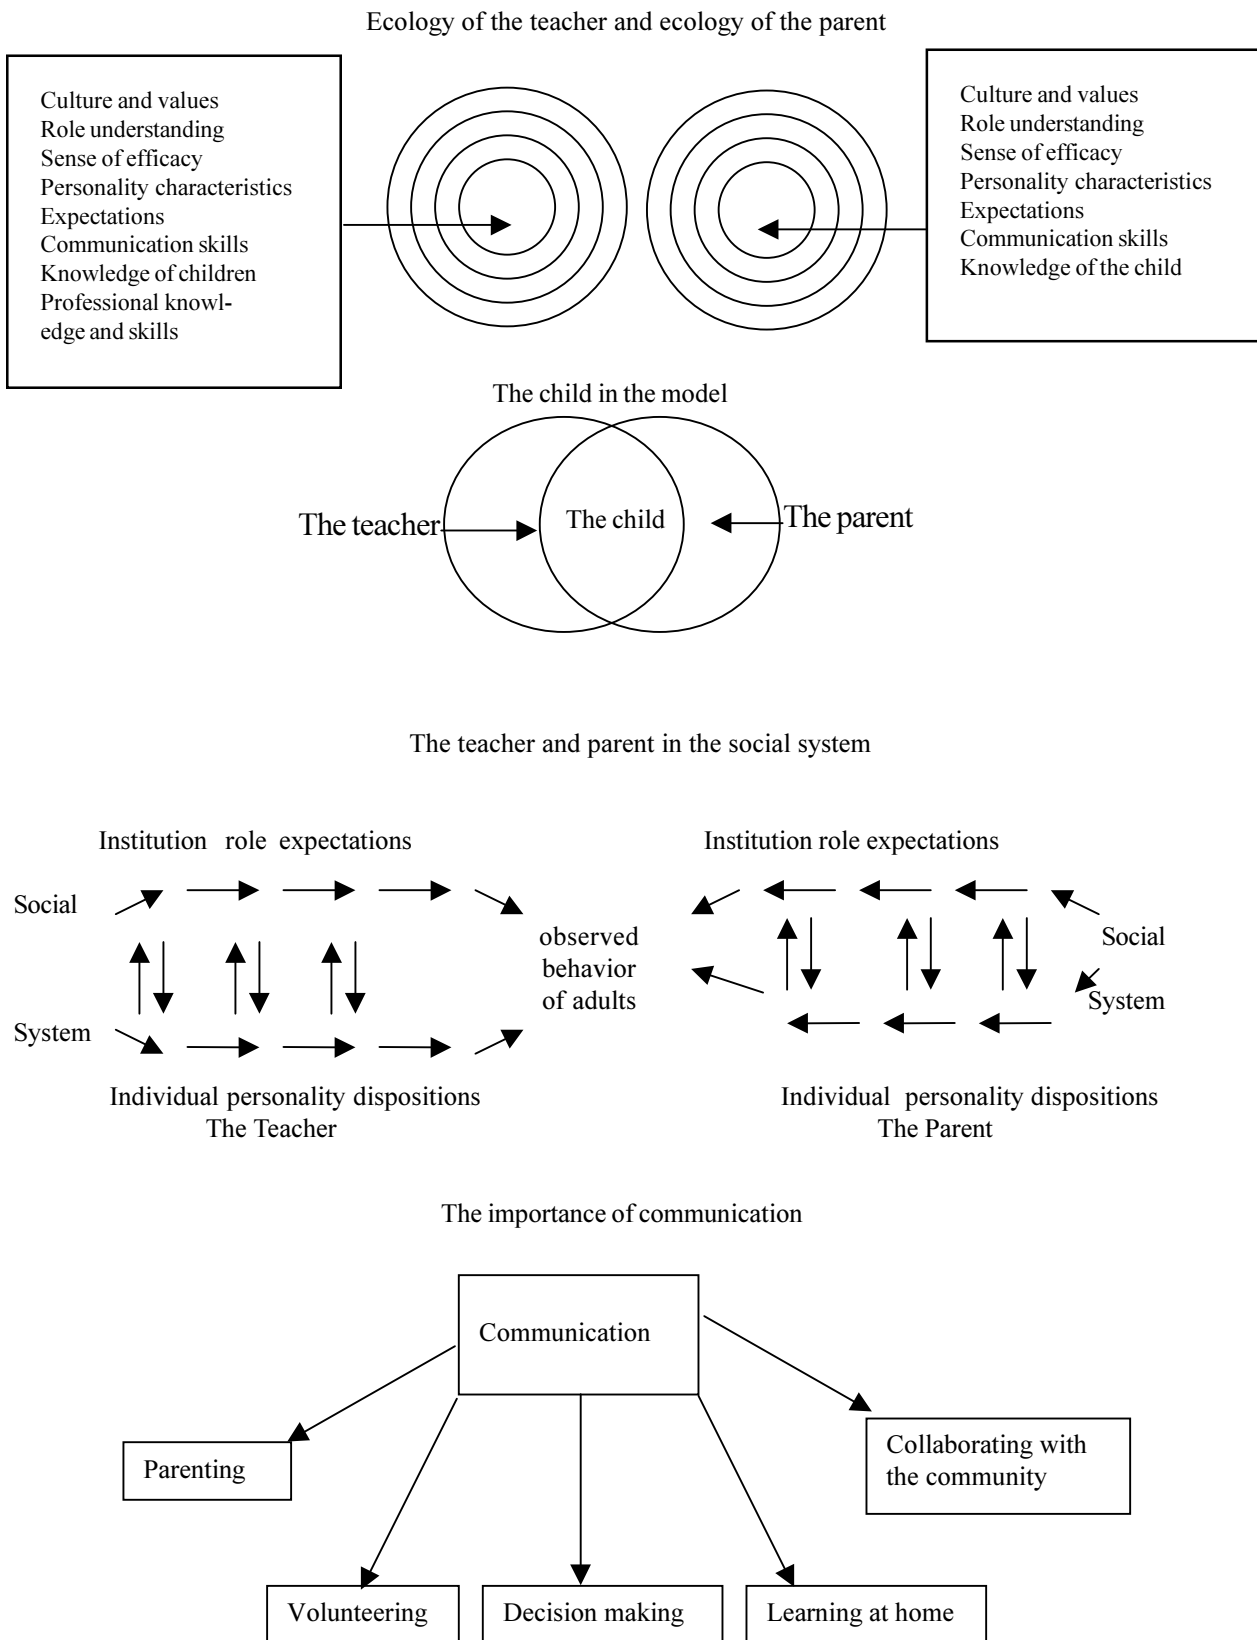 Ecology of the teacher and ecology of the parent
Culture and values
Role understanding
Sense of efficacy
Personality characteristics
Expectations
Communication skills
Knowledge of children
Professional knowl-
edge and skills
Culture and values
Role understanding
Sense of efficacy
Personality characteristics
Expectations
Communication skills
Knowledge of the child
The child in the model
The teacher
The child
The parent
The teacher and parent in the social system
Institution role expectations
Institution role expectations
Social
System
observed
behavior
of adults
Social
System
Individual personality dispositions
The Teacher
Individual personality dispositions
The Parent
The importance of communication
Communication
Parenting
Collaborating with
the community
Volunteering
Decision making
Learning at home